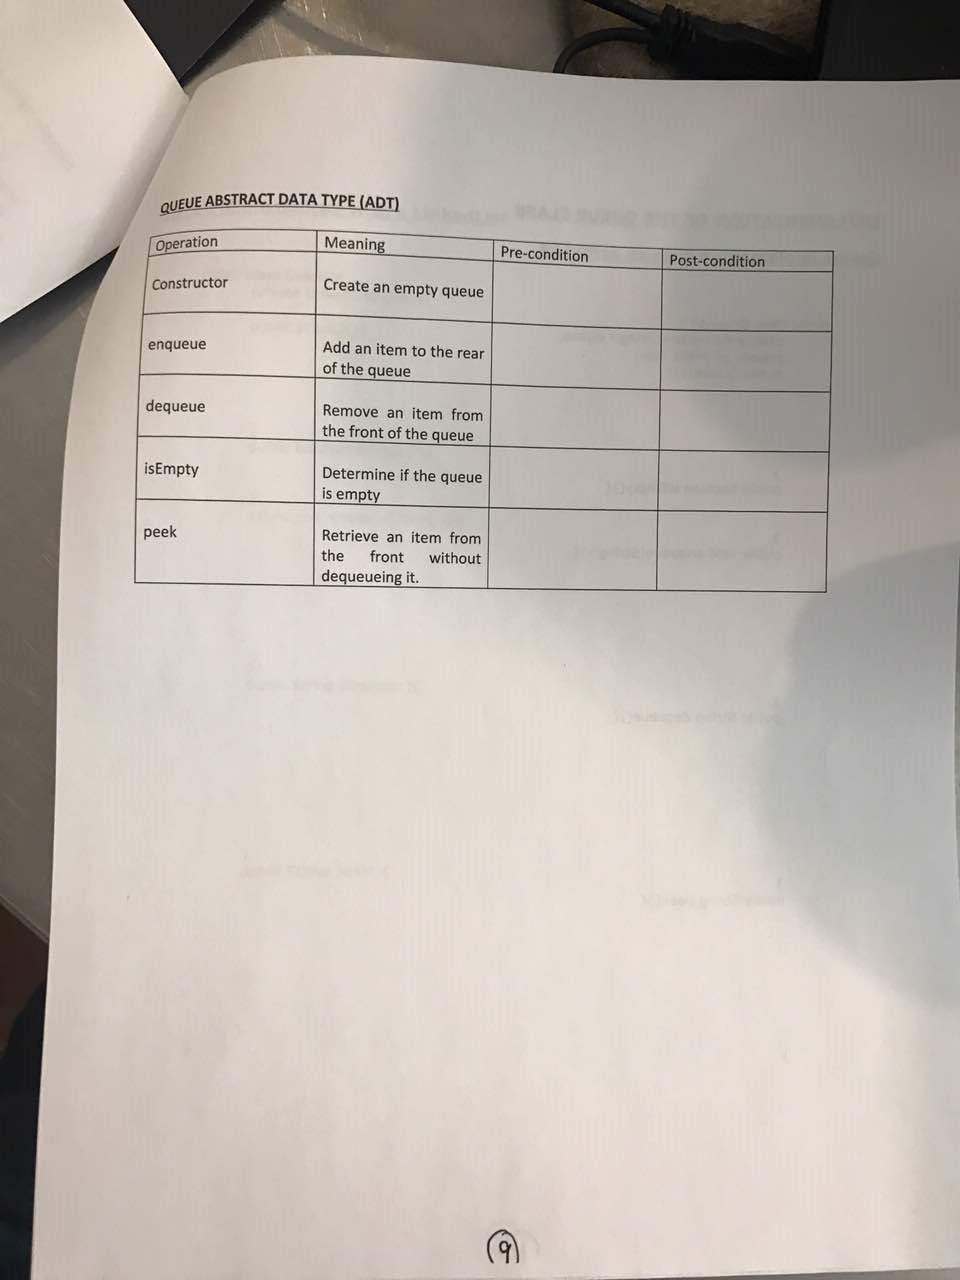 QUEUE ABSTRACT DATA TYPE (ADT)
Operation Meaning Pre-condition Post-condition
Constructor Create an empty queue
enqueue Add an item to the rear
of the queue
dequeue Remove an item from
the front of the queue
isEmpty Determine if the queue
is empty
peek Retrieve an item from
the front without
dequeueing it.
9